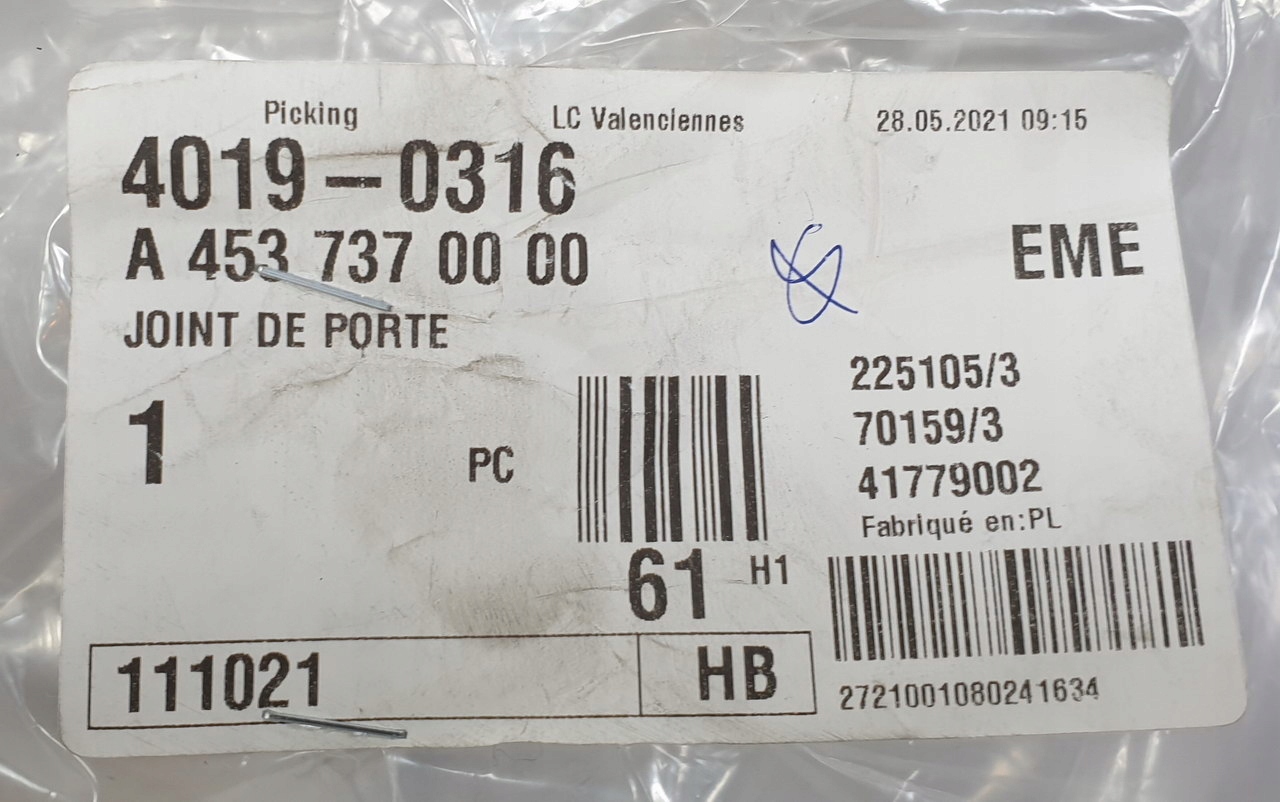 Picking LC Valenciennes 28.05.2021 09:15
4019-0316
A 453 737 00 00 EME
JOINT DE PORTE
225105/3
70159/3
1 PC 41779002
Fabriqué en:PL
61 H1
111021 HB
2721001080241634